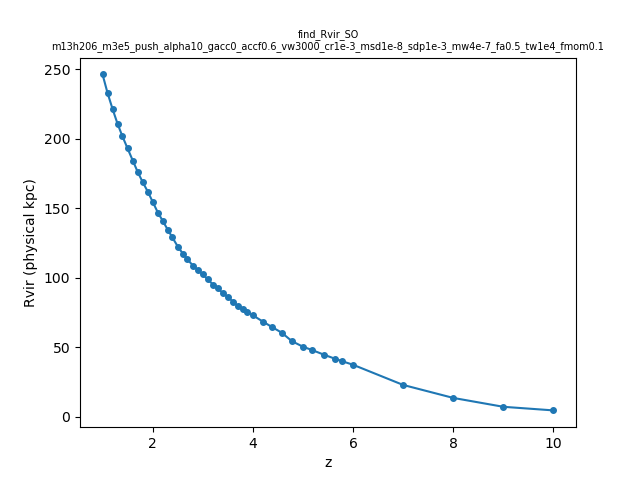 find_Rvir_SO
m13h206_m3e5_push_alpha10_gacc0_accf0.6_vw3000_cr1e-3_msd1e-8_sdp1e-3_mw4e-7_fa0.5_tw1e4_fmom0.1
250
200
150
100
50
0
Rvir (physical kpc)
2
4
6
8
10
z